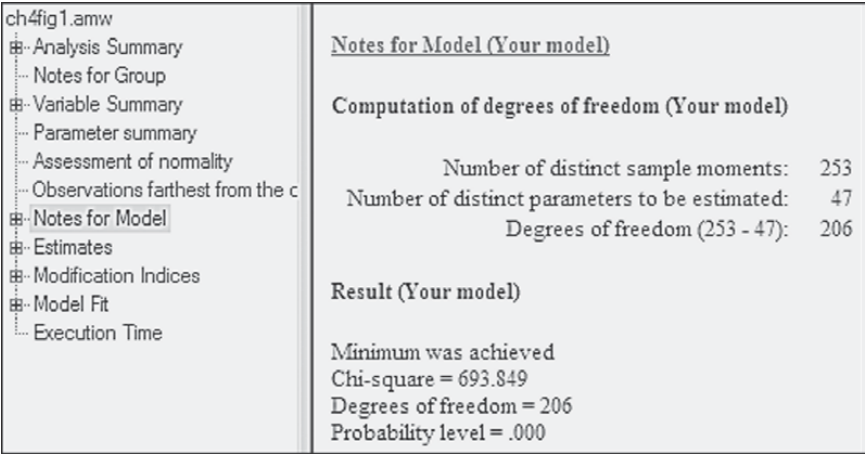 ch4fig1.amw
Analysis Summary
Notes for Group
Variable Summary
Parameter summary
Assessment of normality
Observations farthest from the c
Notes for Model
Estimates
Modification Indices
Model Fit
Execution Time
Notes for Model (Your model)
Computation of degrees of freedom (Your model)
Number of distinct sample moments: 253
Number of distinct parameters to be estimated: 47
Degrees of freedom (253 - 47): 206
Result (Your model)
Minimum was achieved
Chi-square = 693.849
Degrees of freedom = 206
Probability level = .000